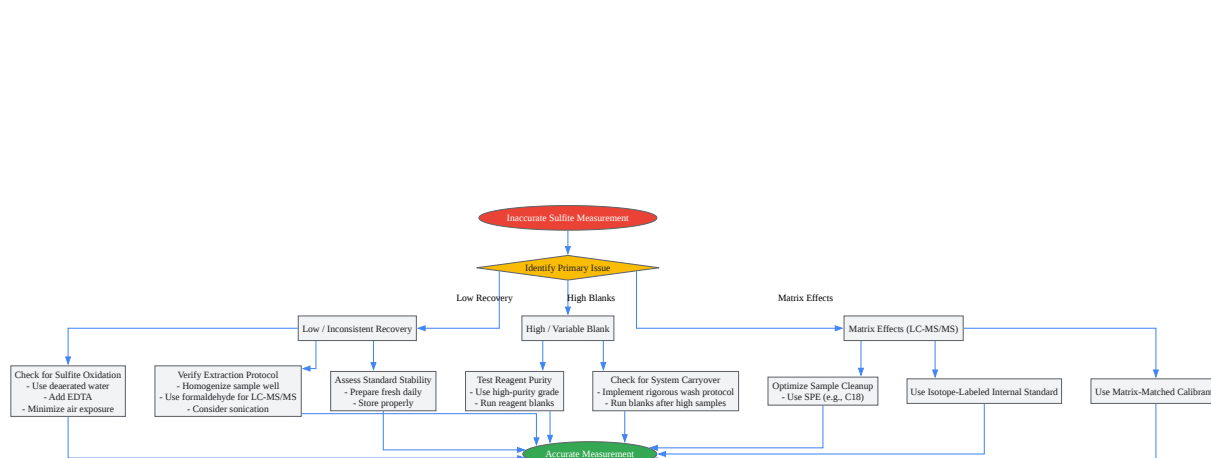 Inaccurate Sulfite Measurement
Identify Primary Issue
Low Recovery
High Blanks
Matrix Effects
Low / Inconsistent Recovery
High / Variable Blank
Matrix Effects (LC-MS/MS)
Check for Sulfite Oxidation
- Use deaerated water
- Add EDTA
- Minimize air exposure
Verify Extraction Protocol
- Homogenize sample well
- Use formaldehyde for LC-MS/MS
- Consider sonication
Assess Standard Stability
- Prepare fresh daily
- Store properly
Test Reagent Purity
- Use high-purity grade
- Run reagent blanks
Check for System Carryover
- Implement rigorous wash protocol
- Run blanks after high samples
Optimize Sample Cleanup
- Use SPE (e.g., C18)
Use Isotope-Labeled Internal Standard
Use Matrix-Matched Calibrant
Accurate Measurement